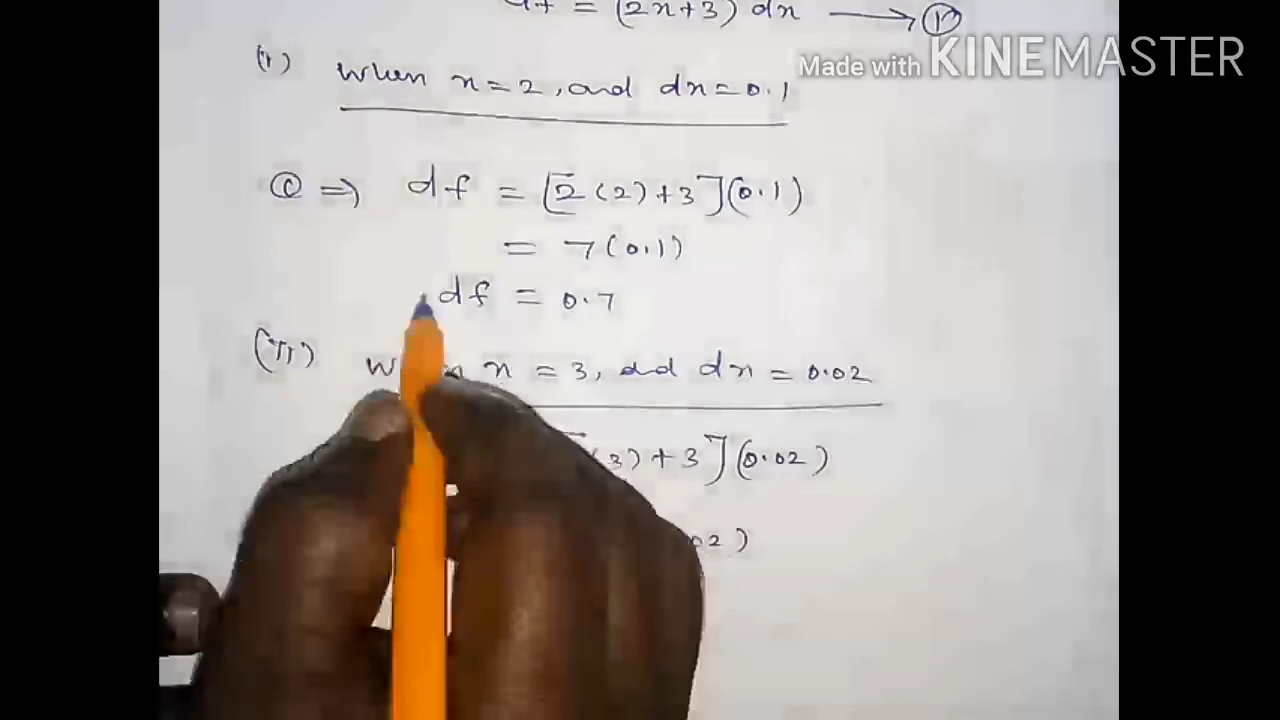 = (2x+3) dx → ①
Made with KINEMASTER
(i) when x=2, and dx=0.1
① ⇒ df = [2(2)+3](0.1)
= 7(0.1)
df = 0.7
(ii) x = 3, and dx = 0.02
(3)+3](0.02)
02)